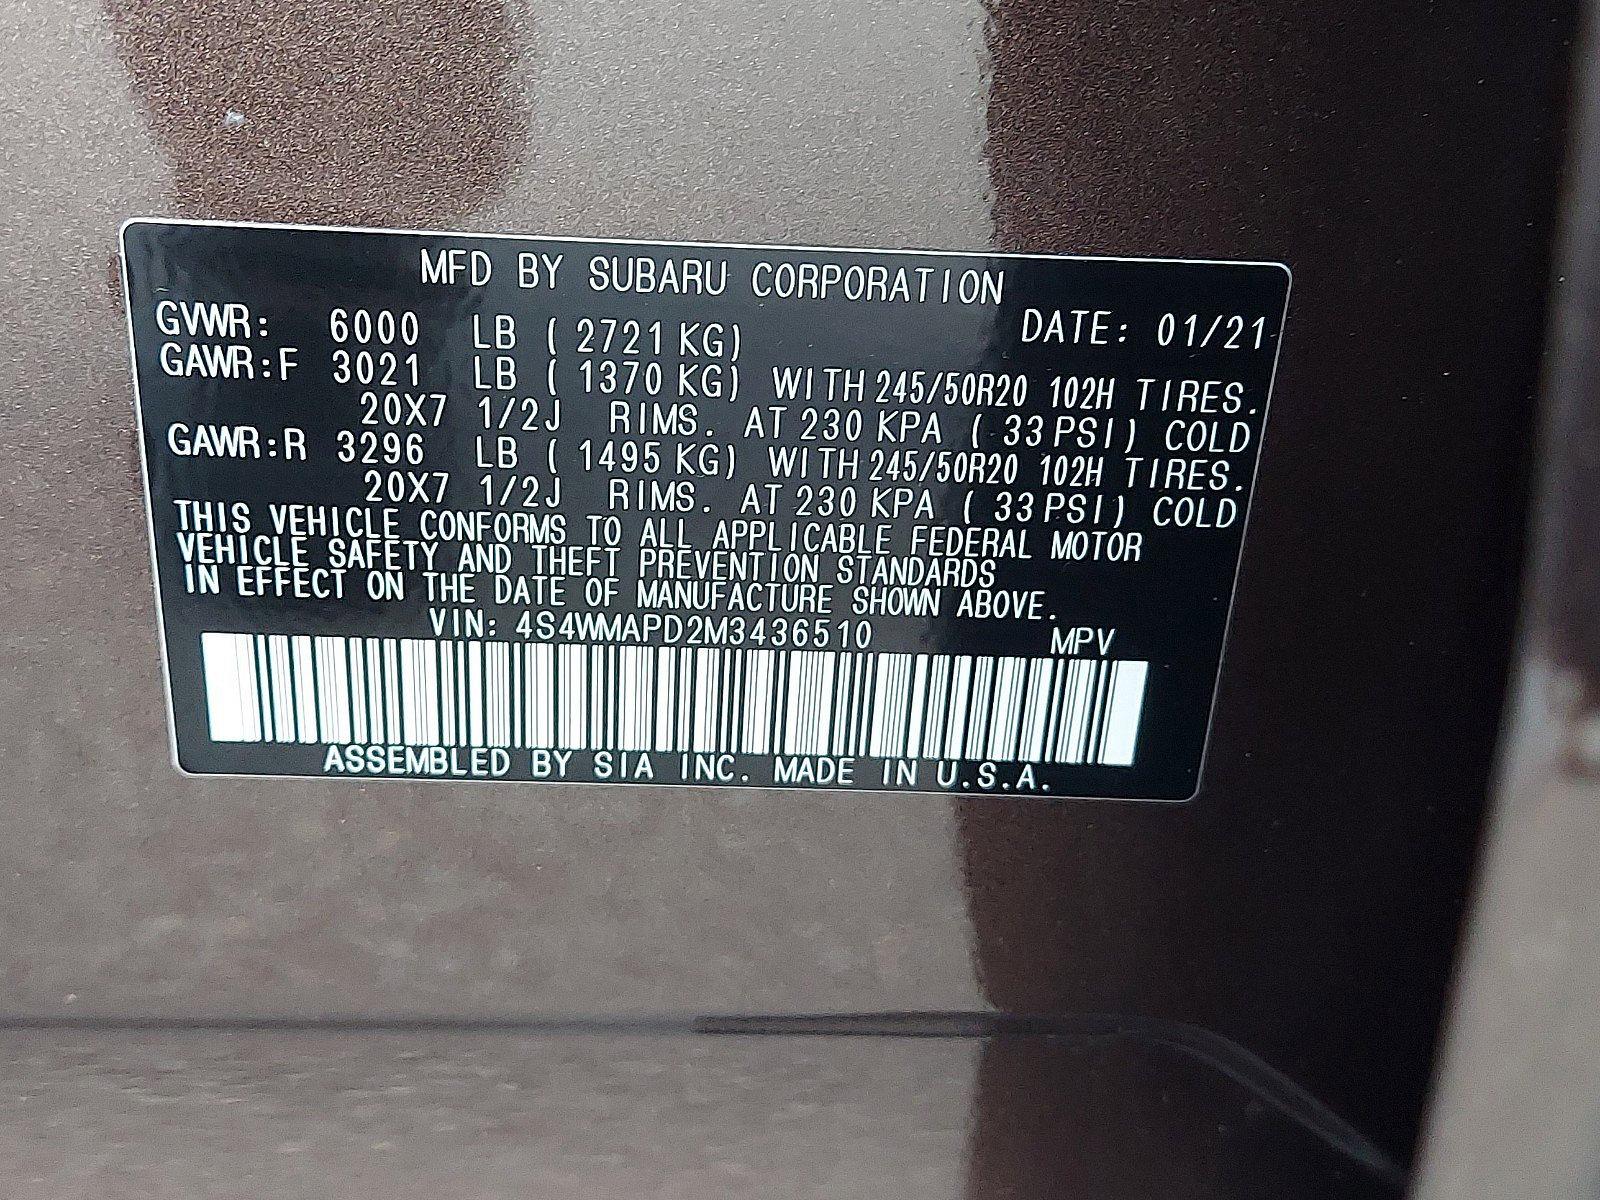 MFD BY SUBARU CORPORATION
GVWR: 6000 LB ( 2721 KG) DATE: 01/21
GAWR:F 3021 LB ( 1370 KG) WITH 245/50R20 102H TIRES.
20X7 1/2J RIMS. AT 230 KPA ( 33 PSI) COLD
GAWR:R 3296 LB ( 1495 KG) WITH 245/50R20 102H TIRES.
20X7 1/2J RIMS. AT 230 KPA ( 33 PSI) COLD
THIS VEHICLE CONFORMS TO ALL APPLICABLE FEDERAL MOTOR
VEHICLE SAFETY AND THEFT PREVENTION STANDARDS
IN EFFECT ON THE DATE OF MANUFACTURE SHOWN ABOVE.
VIN: 4S4WMAPD2M3436510 MPV
ASSEMBLED BY SIA INC. MADE IN U.S.A.